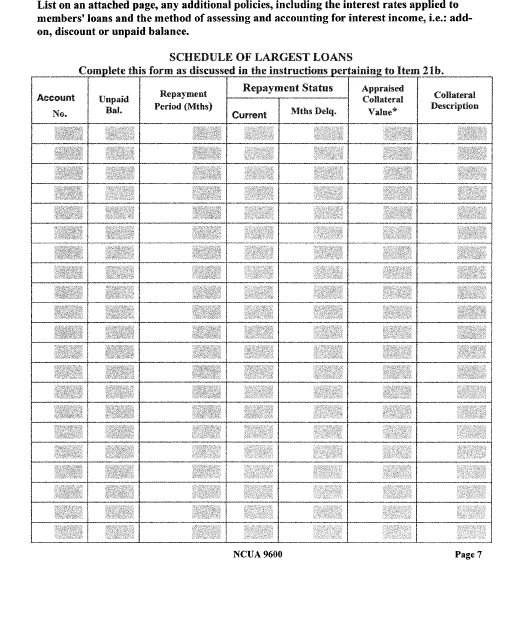 List on an attached page, any additional policies, including the interest rates applied to
members' loans and the method of assessing and accounting for interest income, i.e.: add-
on, discount or unpaid balance.
SCHEDULE OF LARGEST LOANS
Complete this form as discussed in the instructions pertaining to Item 21b.
Account
No.
Unpaid
Bal.
Repayment
Period (Mths)
Repayment Status
Current
Mths Delq.
Appraised
Collateral
Value*
Collateral
Description
NCUA 9600
Page 7